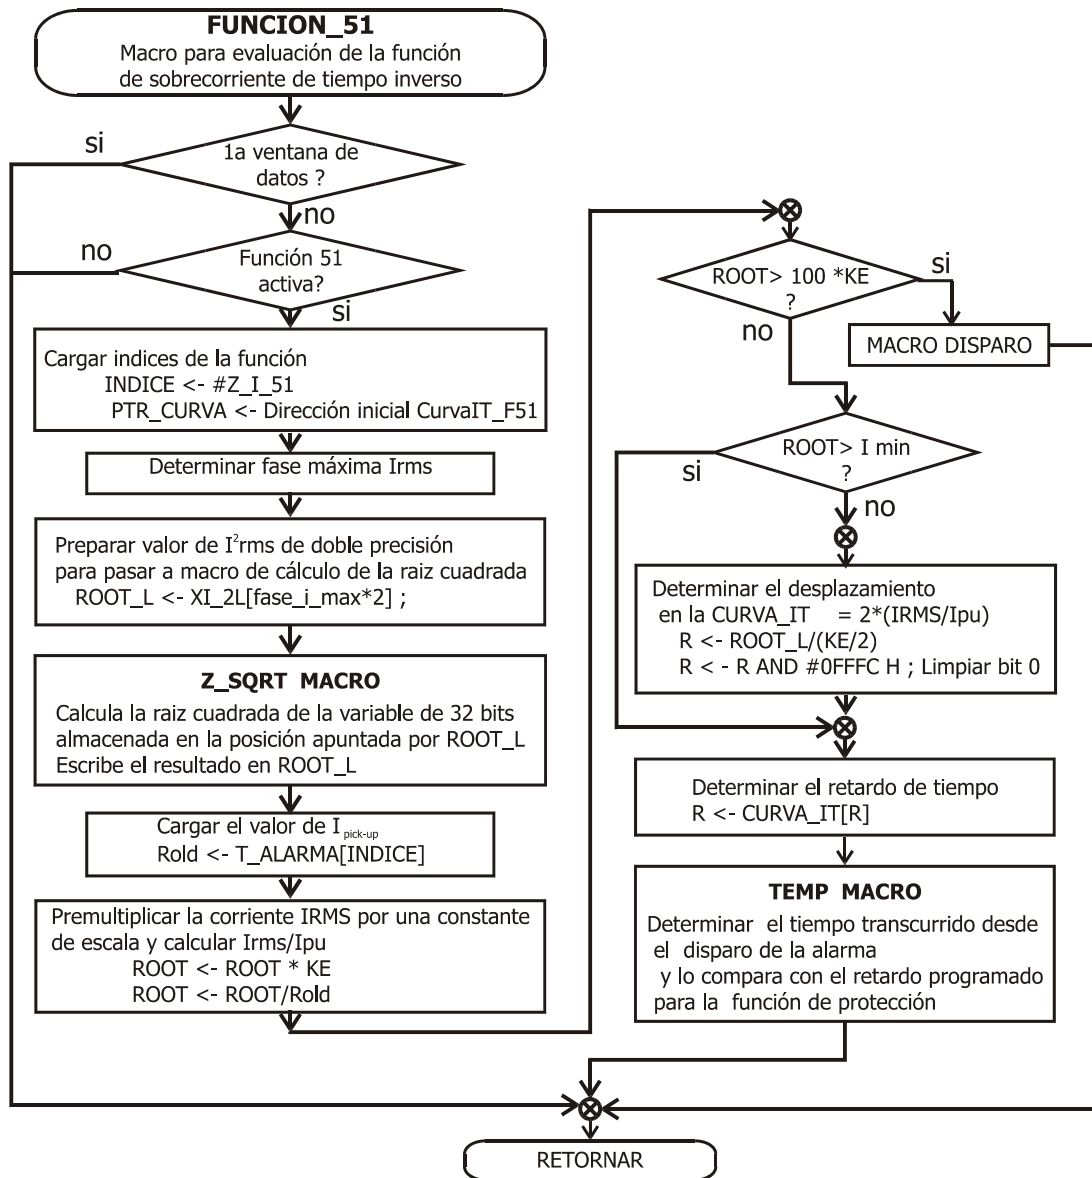 FUNCION_51
Macro para evaluación de la función
de sobrecorriente de tiempo inverso
si
1a ventana de
datos ?
no
no
Función 51
activa?
si
Cargar indices de la función
INDICE <- #Z_I_51
PTR_CURVA <- Dirección inicial CurvaIT_F51
Determinar fase máxima Irms
Preparar valor de I²rms de doble precisión
para pasar a macro de cálculo de la raiz cuadrada
ROOT_L <- XI_2L[fase_i_max*2] ;
Z_SQRT MACRO
Calcula la raiz cuadrada de la variable de 32 bits
almacenada en la posición apuntada por ROOT_L
Escribe el resultado en ROOT_L
Cargar el valor de I pick-up
Rold <- T_ALARMA[INDICE]
Premultiplicar la corriente IRMS por una constante
de escala y calcular Irms/Ipu
ROOT <- ROOT * KE
ROOT <- ROOT/Rold
ROOT> 100 *KE
?
si
no
MACRO DISPARO
ROOT> I min
?
si
no
Determinar el desplazamiento
en la CURVA_IT = 2*(IRMS/Ipu)
R <- ROOT_L/(KE/2)
R < - R AND #0FFFC H ; Limpiar bit 0
Determinar el retardo de tiempo
R <- CURVA_IT[R]
TEMP MACRO
Determinar el tiempo transcurrido desde
el disparo de la alarma
y lo compara con el retardo programado
para la función de protección
RETORNAR